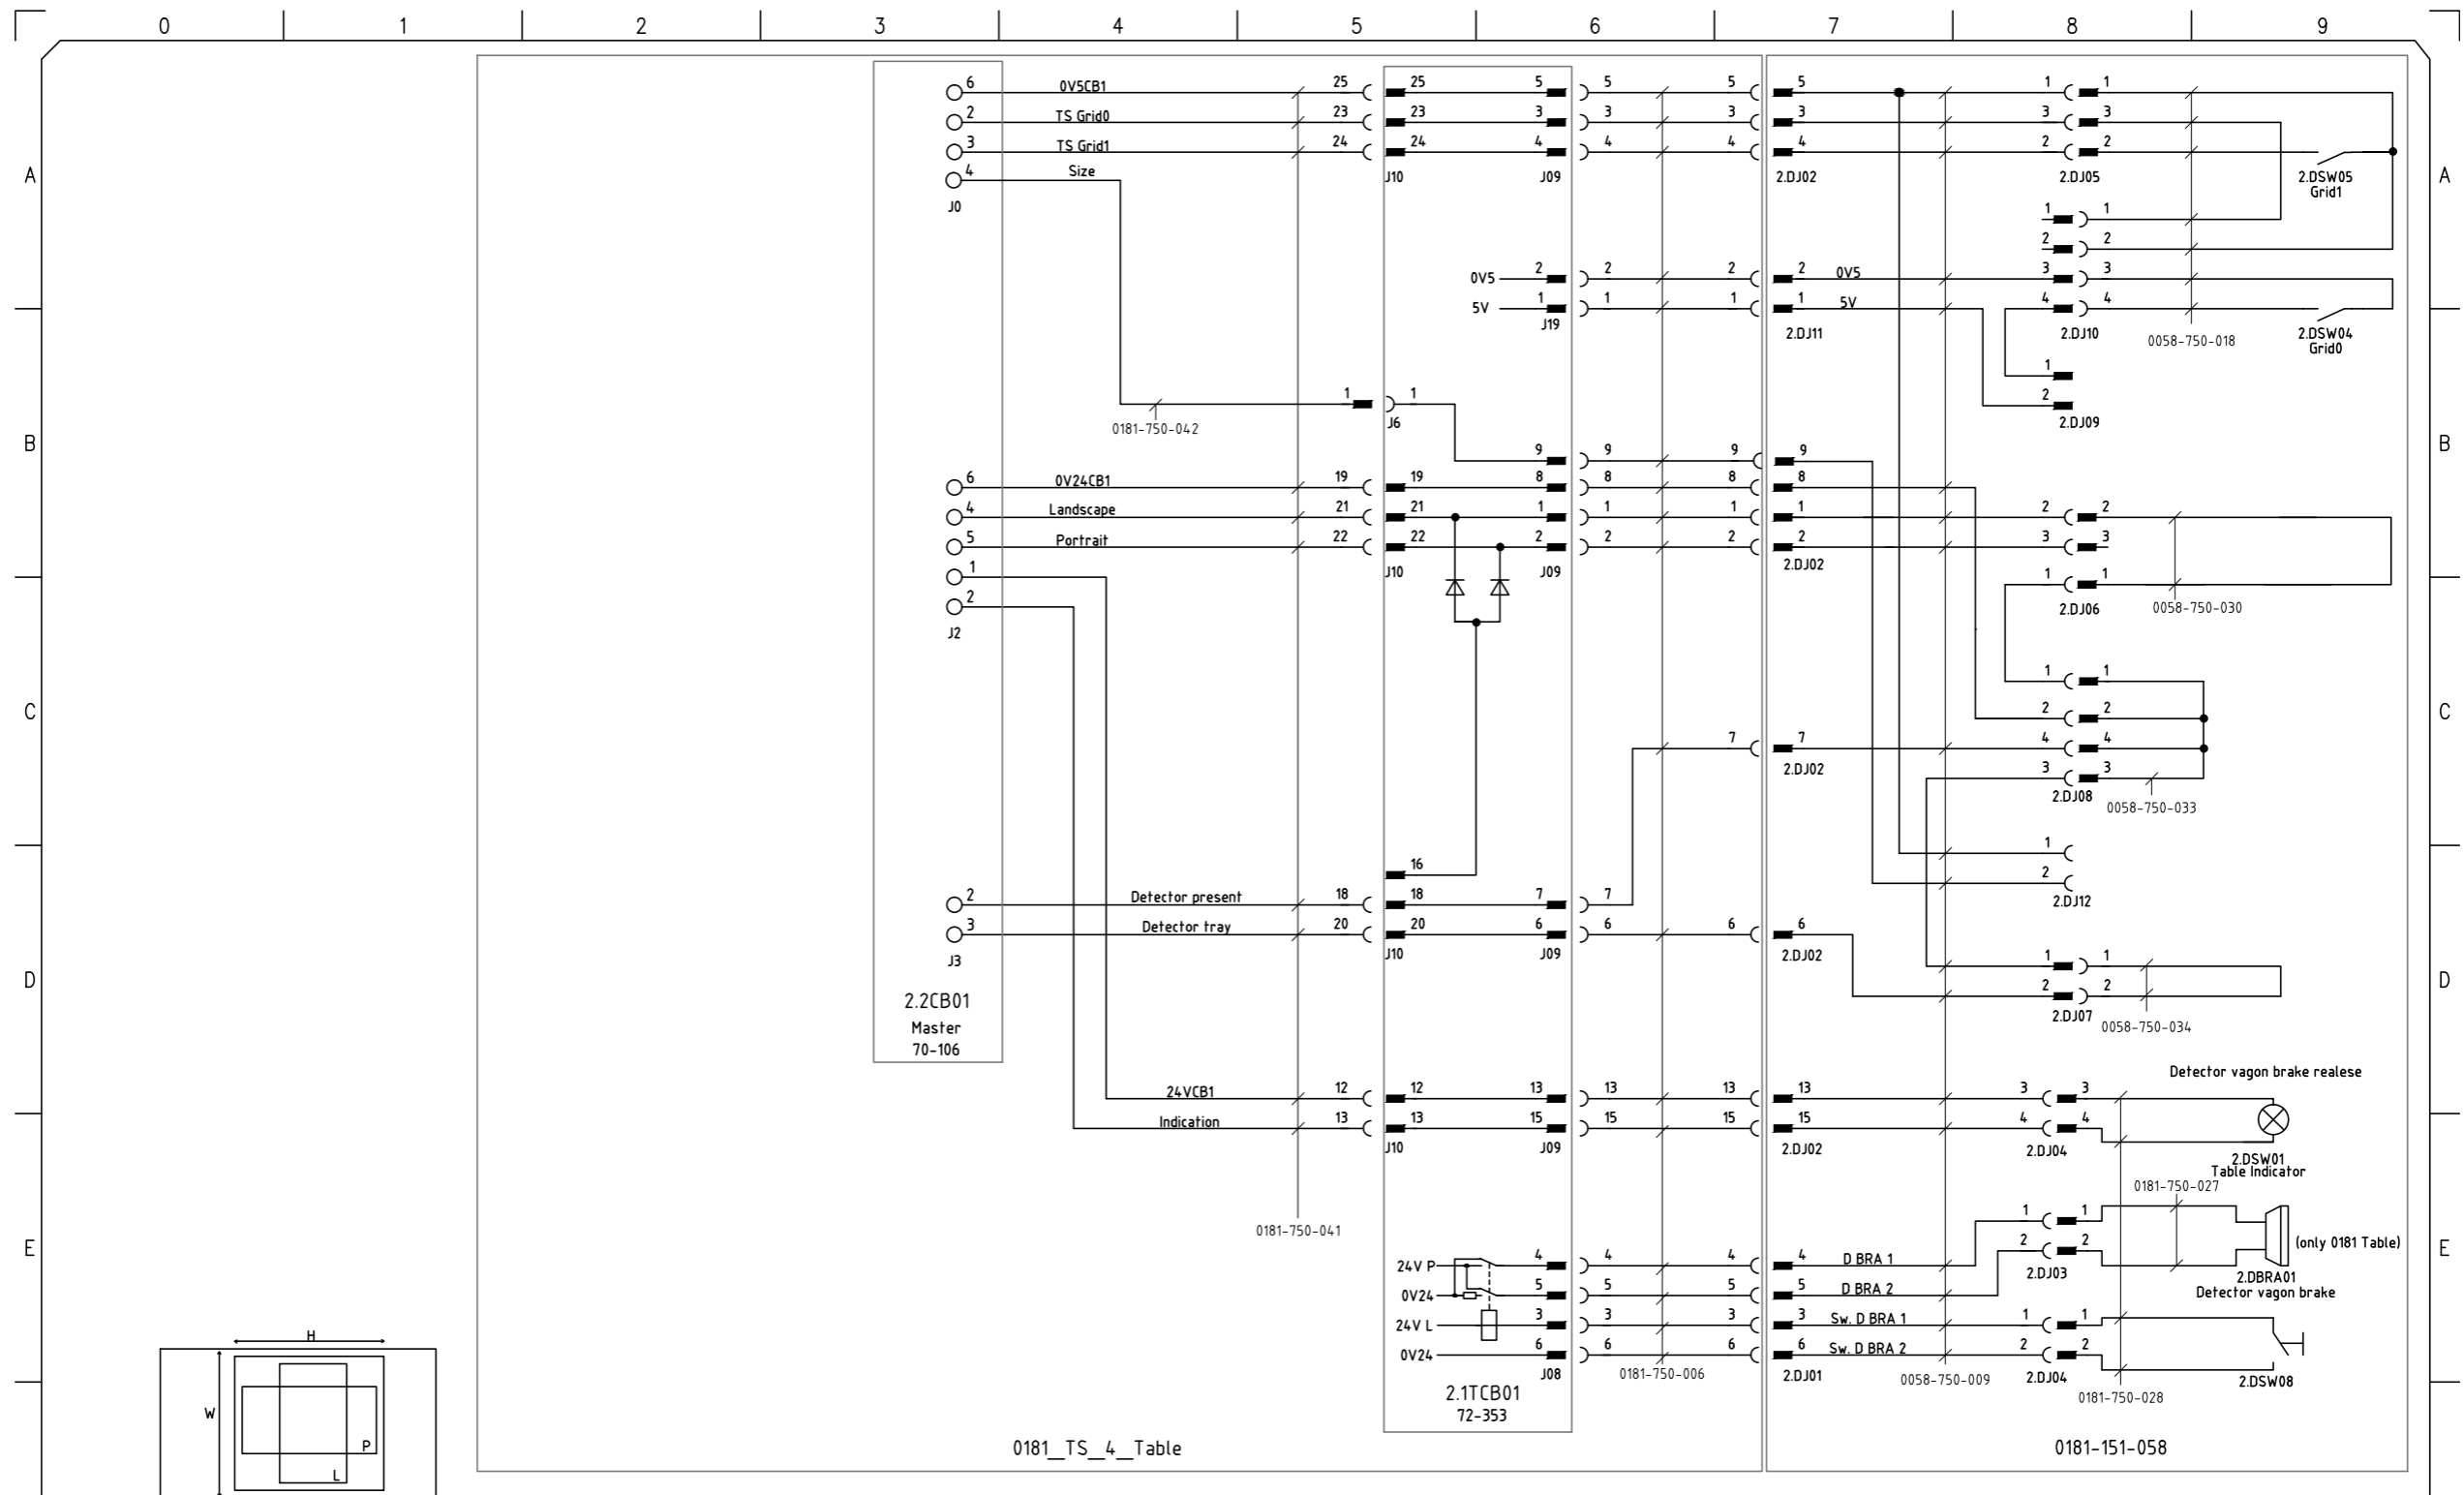 0 1 2 3 4 5 6 7 8 9
6 0V5CB1 25 25 5 5 5 5 1 1
2 TS Grid0 23 23 3 3 3 3 3 3
3 TS Grid1 24 24 4 4 4 4 2 2
A 4 Size J10 J09 2.DJ02 2.DJ05 2.DSW05 A
Grid1
J0
1 1
2 2
0V5 2 2 2 2 0V5 3 3
5V 1 1 1 1 5V 4 4
J19 2.DJ11 2.DJ10 0058-750-018 2.DSW04
Grid0
1
1 1 2
0181-750-042 J6 2.DJ09
B 9 9 9 9 B
6 0V24CB1 19 19 8 8 8 8
4 Landscape 21 21 1 1 1 1 2 2
5 Portrait 22 22 2 2 2 2 3 3
1 J10 J09 2.DJ02 1 1
2 2.DJ06 0058-750-030
J2
1 1
C 2 2 C
7 7 4 4
2.DJ02 3 3
2.DJ08 0058-750-033
1
16 2
2 Detector present 18 18 7 7 2.DJ12
3 Detector tray 20 20 6 6 6 6
J3 J10 J09 2.DJ02 1 1
D D
2.2CB01 2 2
Master 2.DJ07 0058-750-034
70-106
Detector vagon brake realese
24VCB1 12 12 13 13 13 13 3 3
Indication 13 13 15 15 15 15 4 4
J10 J09 2.DJ02 2.DJ04 2.DSW01
Table Indicator
0181-750-027
0181-750-041 1 1
E 2 2 (only 0181 Table) E
24V P 4 4 4 4 D BRA 1 2.DJ03 2.DBRA01
0V24 5 5 5 5 D BRA 2 Detector vagon brake
24V L 3 3 3 3 Sw. D BRA 1 1 1
H
0V24 6 6 6 6 Sw. D BRA 2 2 2
J08 0181-750-006 2.DJ01 0058-750-009 2.DJ04 2.DSW08
2.1TCB01 0181-750-028
W 72-353
P 0181_TS_4_Table 0181-151-058
L